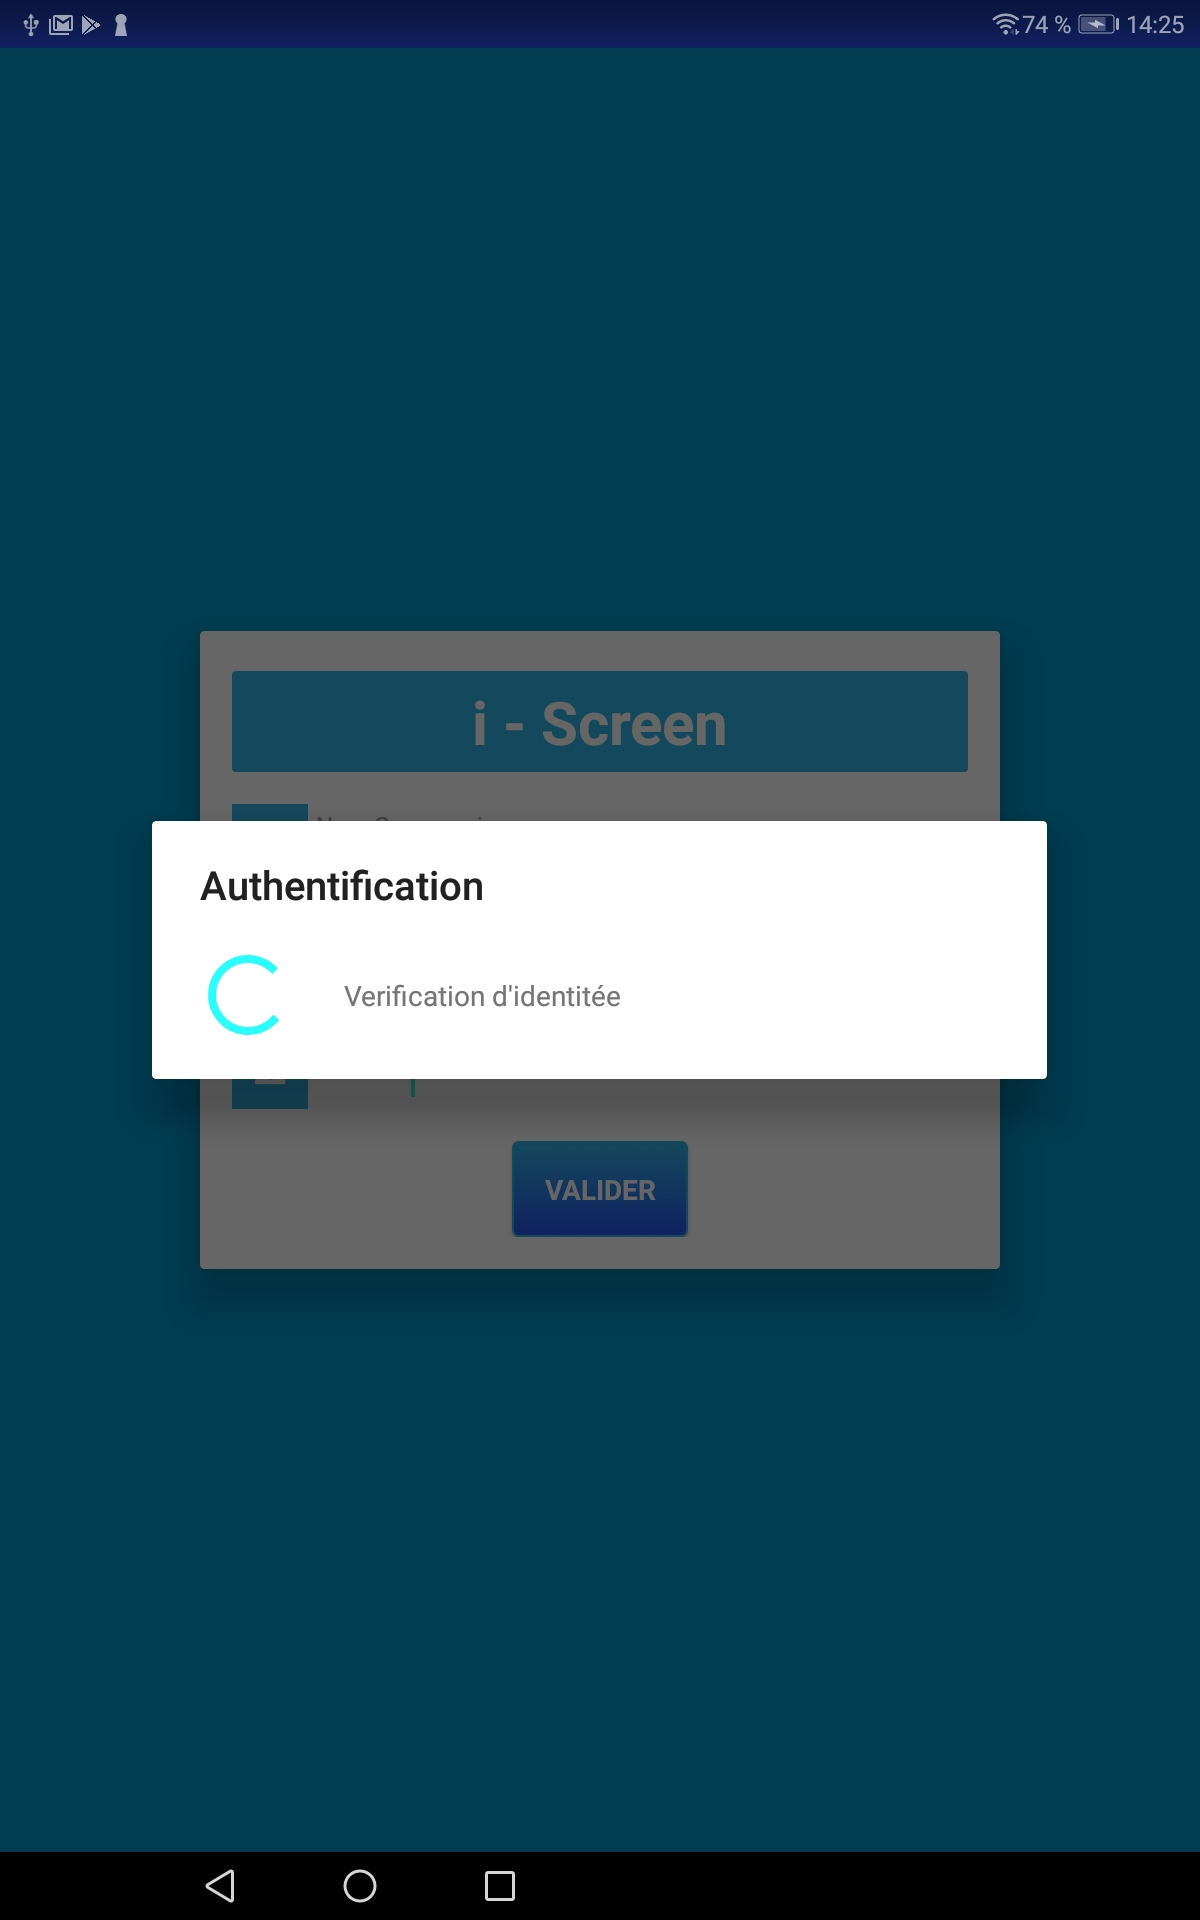 74 % 14:25
i - Screen
Authentification
Verification d'identitée
VALIDER